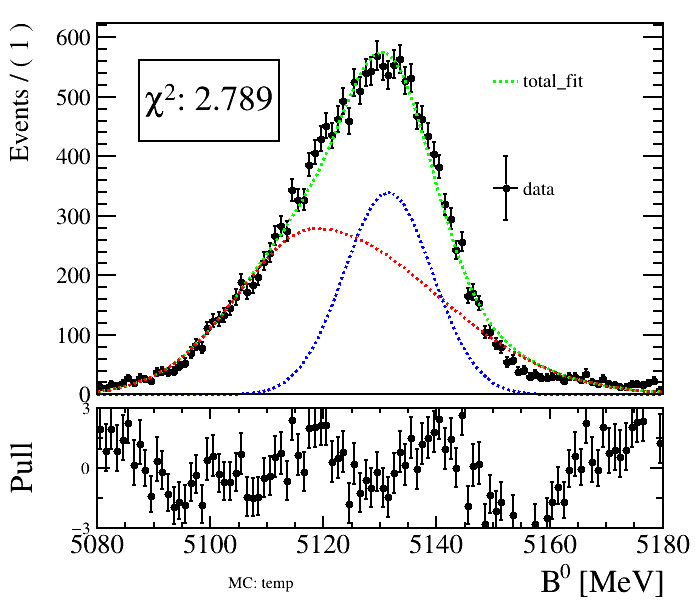 Events / ( 1 )
600
500
400
300
200
100
0
χ²: 2.789
total_fit
data
Pull
3
0
−3
5080 5100 5120 5140 5160 5180
MC: temp
B⁰ [MeV]